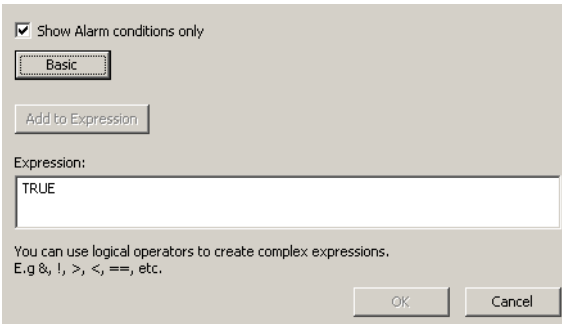 Show Alarm conditions only
Basic
Add to Expression
Expression:
TRUE
You can use logical operators to create complex expressions.
E.g &, !, >, <, ==, etc.
OK
Cancel